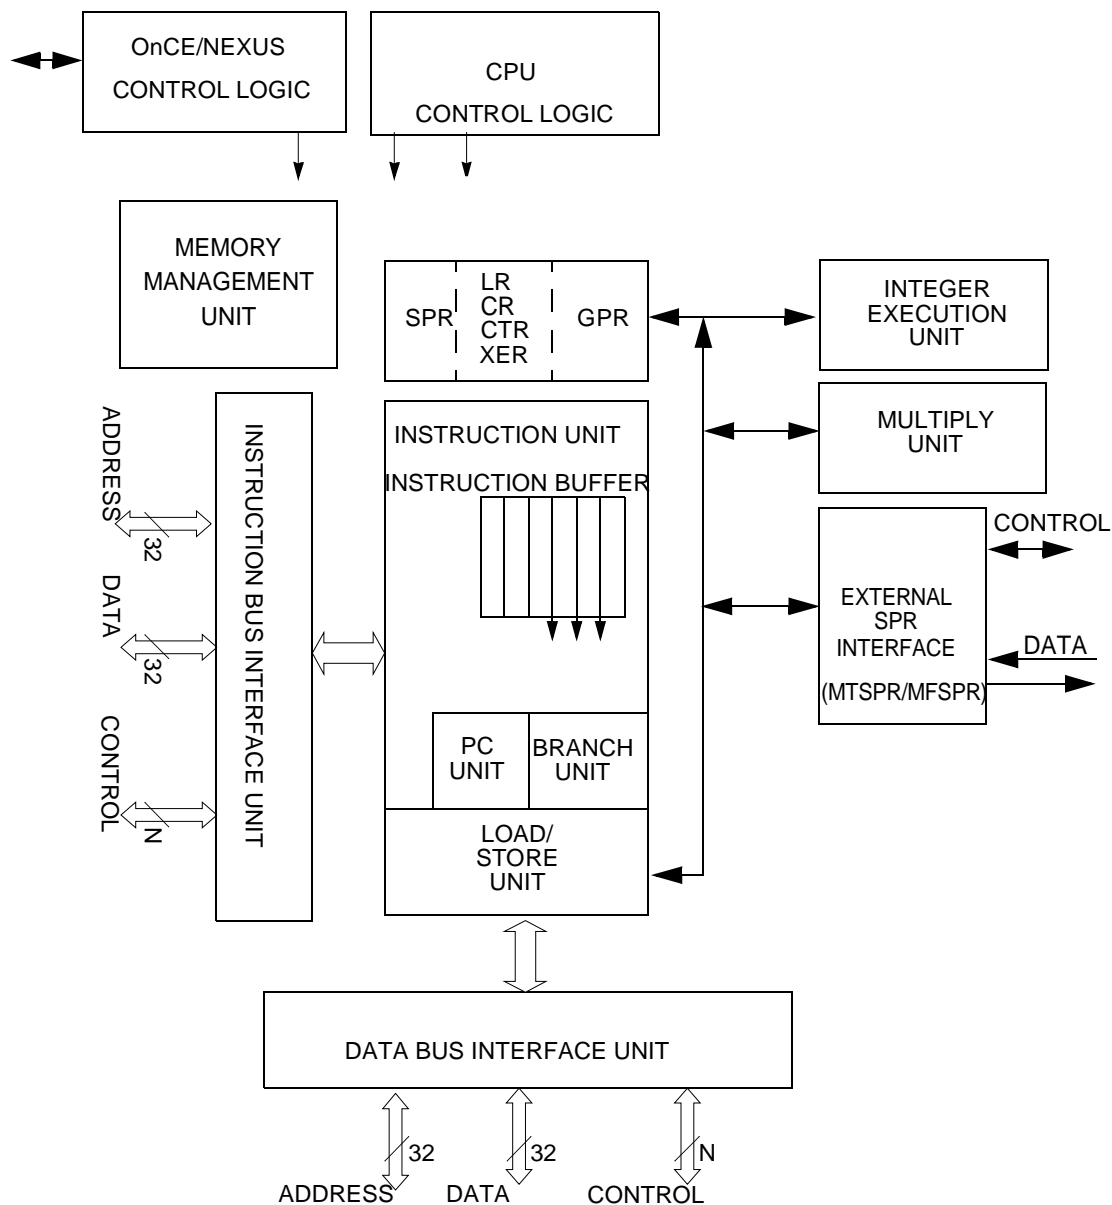 OnCE/NEXUS
CONTROL LOGIC
CPU
CONTROL LOGIC
MEMORY
MANAGEMENT
UNIT
SPR
LR
CR
CTR
XER
GPR
INTEGER
EXECUTION
UNIT
MULTIPLY
UNIT
EXTERNAL
SPR
INTERFACE
(MTSPR/MFSPR)
CONTROL
DATA
ADDRESS
32
DATA
32
CONTROL
N
INSTRUCTION BUS INTERFACE UNIT
INSTRUCTION UNIT
INSTRUCTION BUFFER
PC
UNIT
BRANCH
UNIT
LOAD/
STORE
UNIT
DATA BUS INTERFACE UNIT
32
32
N
ADDRESS
DATA
CONTROL